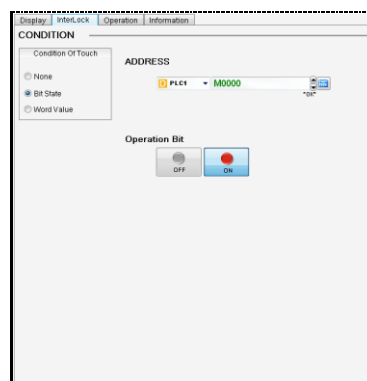 Display InterLock Operation Information
CONDITION
Condition Of Touch
None
Bit State
Word Value
ADDRESS
PLC1 M0000
Operation Bit
OFF ON